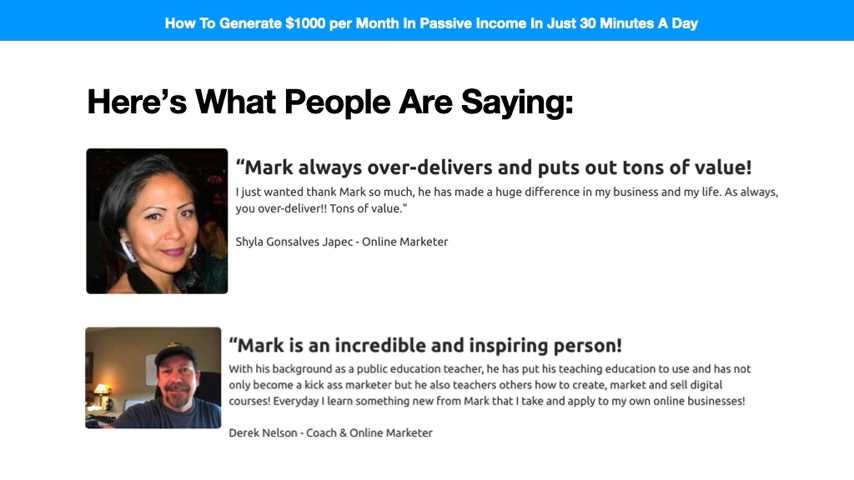 How To Generate $1000 per Month In Passive Income In Just 30 Minutes A Day
Here's What People Are Saying:
“Mark always over-delivers and puts out tons of value!
I just wanted thank Mark so much, he has made a huge difference in my business and my life. As always,
you over-deliver!! Tons of value."
Shyla Gonsalves Japec - Online Marketer
“Mark is an incredible and inspiring person!
With his background as a public education teacher, he has put his teaching education to use and has not
only become a kick ass marketer but he also teachers others how to create, market and sell digital
courses! Everyday I learn something new from Mark that I take and apply to my own online businesses!
Derek Nelson - Coach & Online Marketer